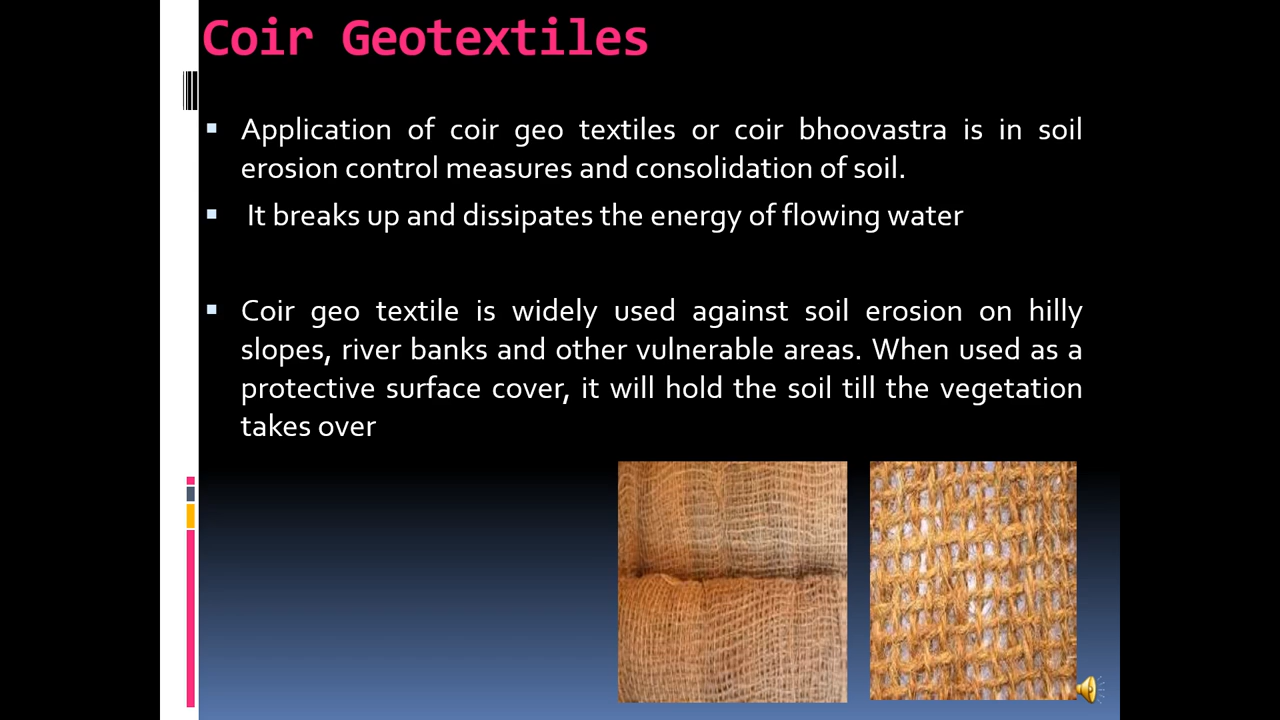 Coir Geotextiles
Application of coir geo textiles or coir bhoovastra is in soil
erosion control measures and consolidation of soil.
It breaks up and dissipates the energy of flowing water
Coir geo textile is widely used against soil erosion on hilly
slopes, river banks and other vulnerable areas. When used as a
protective surface cover, it will hold the soil till the vegetation
takes over